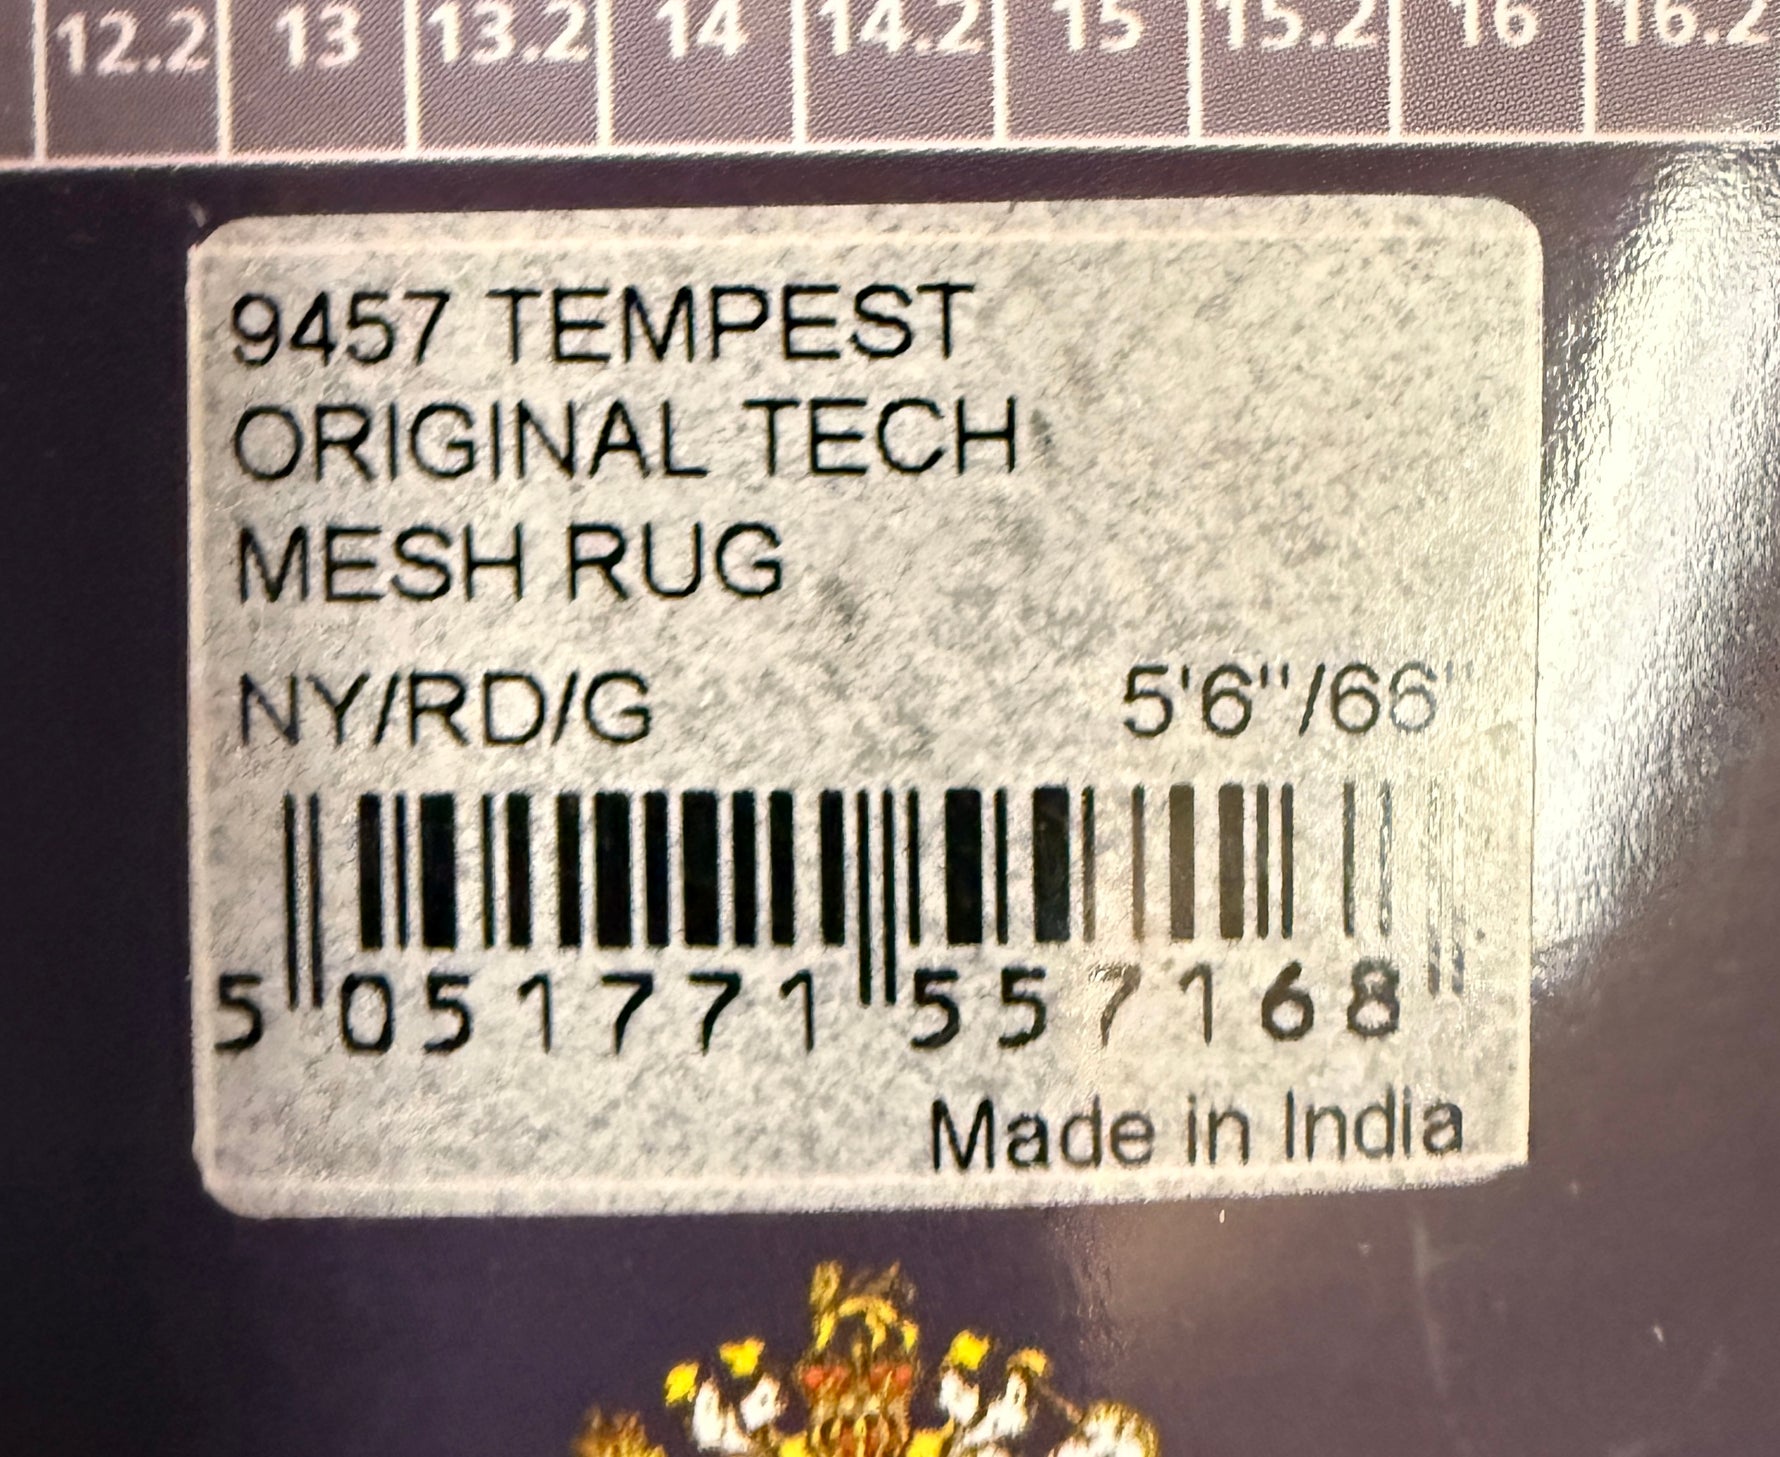 12.2 13 13.2 14 14.2 15 15.2 16 16.2
9457 TEMPEST
ORIGINAL TECH
MESH RUG
NY/RD/G 5'6"/66"
5 051771 557168
Made in India